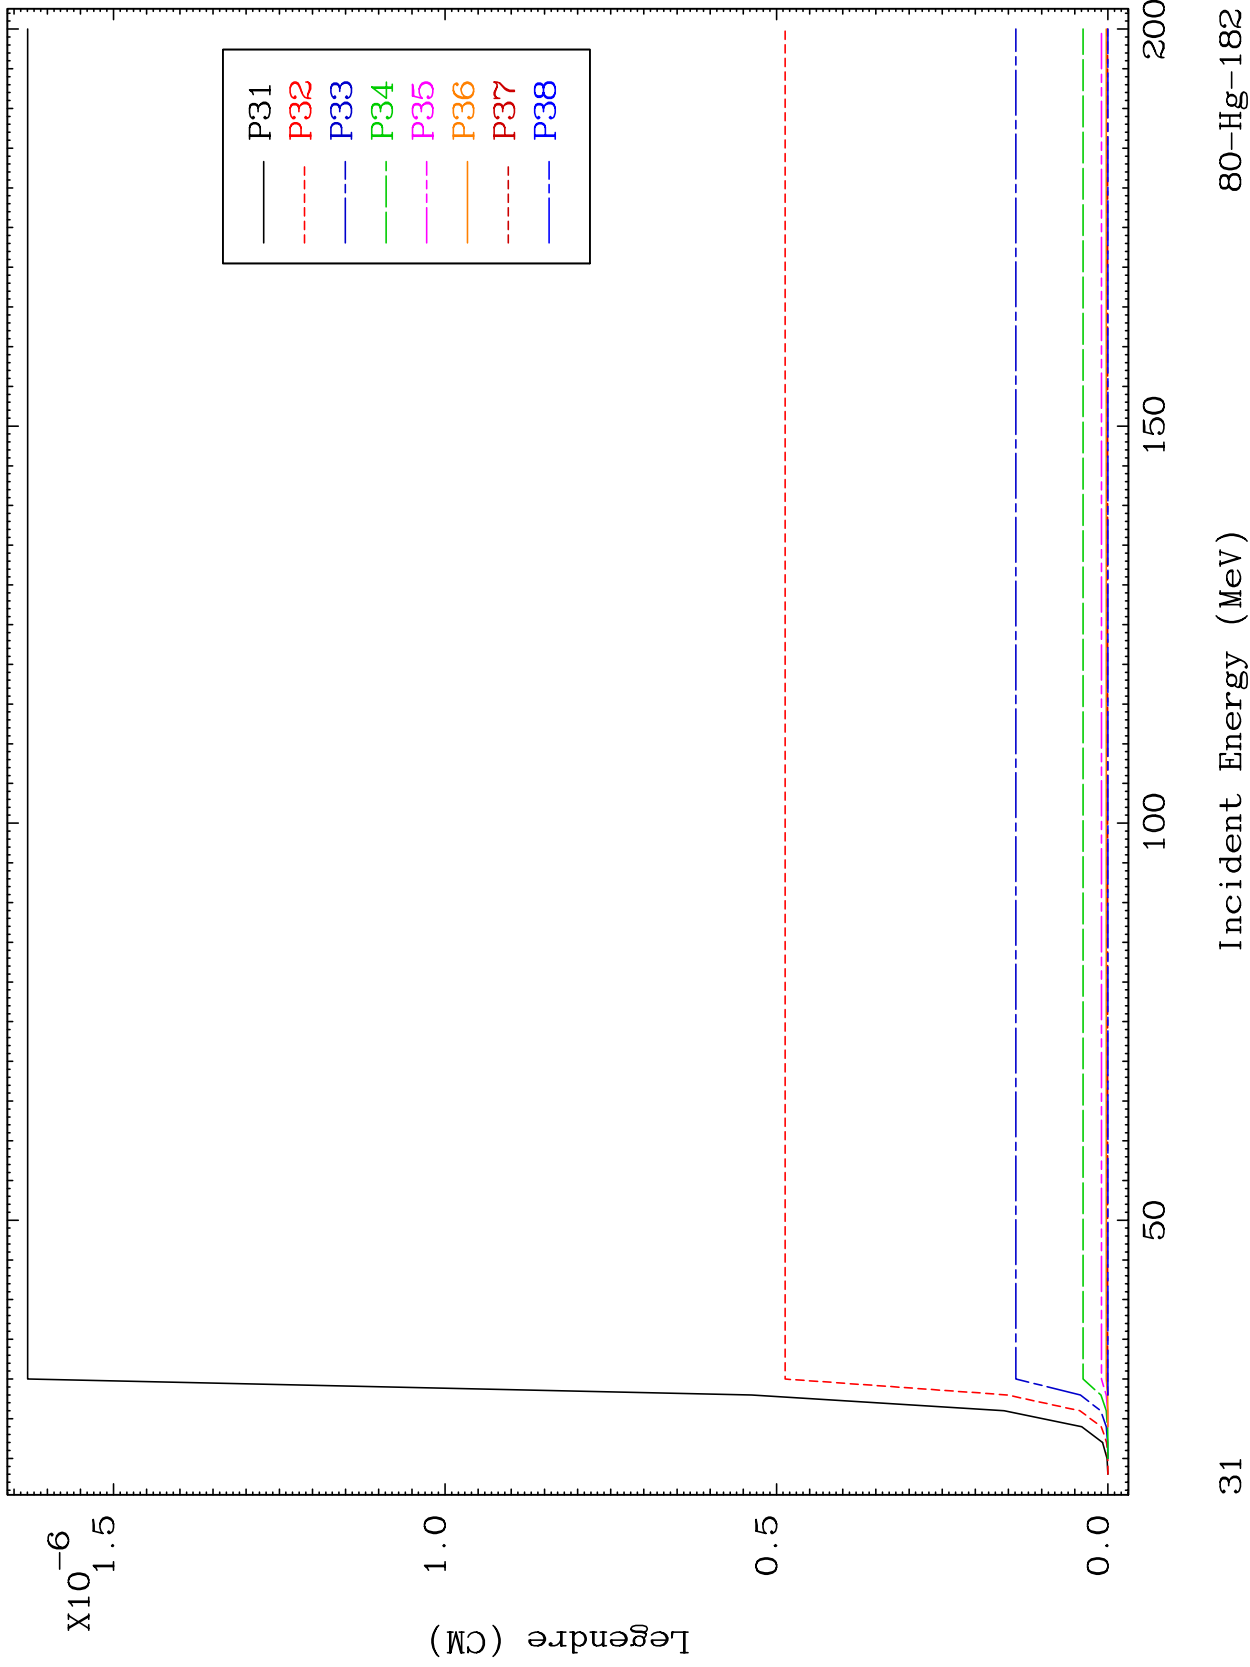 X10-6
1.5
1.0
0.5
0.0
Legendre (CM)
P31
P32
P33
P34
P35
P36
P37
P38
50
100
150
200
31
Incident Energy (MeV)
80-Hg-182